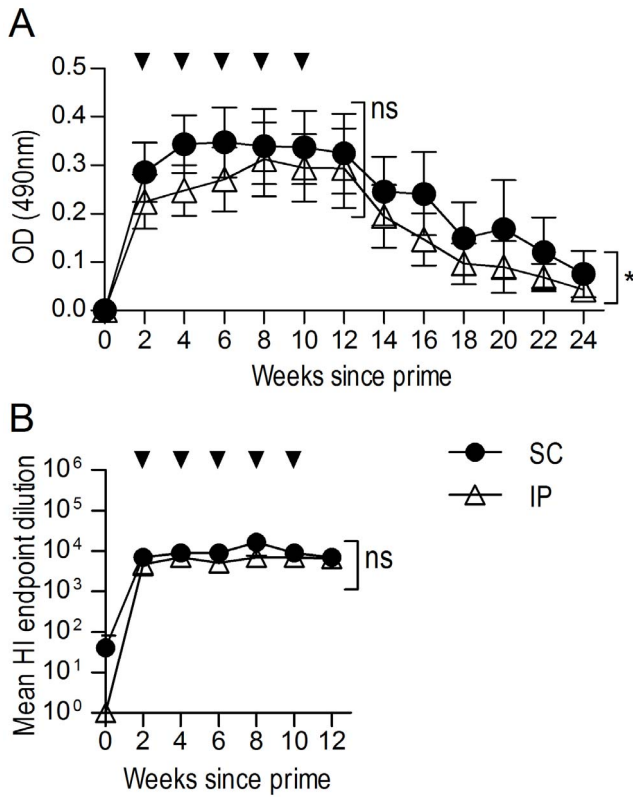 A
0.5
0.4
0.3
0.2
0.1
0.0
OD (490nm)
ns
*
0 2 4 6 8 10 12 14 16 18 20 22 24
Weeks since prime
B
10⁶
10⁵
10⁴
10³
10²
10¹
10⁰
Mean HI endpoint dilution
ns
0 2 4 6 8 10 12
Weeks since prime
SC
IP